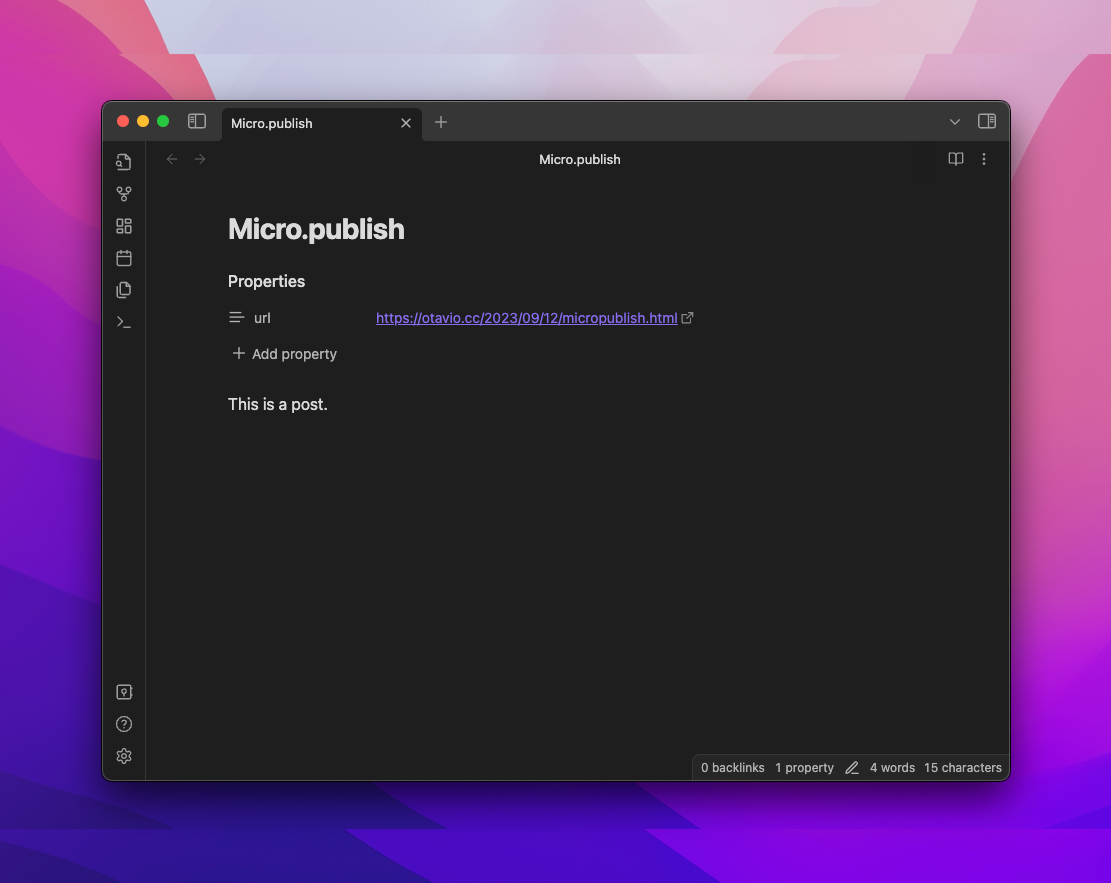 Micro.publish
Micro.publish
Micro.publish
Properties
url https://otavio.cc/2023/09/12/micropublish.html
Add property
This is a post.
0 backlinks 1 property 4 words 15 characters